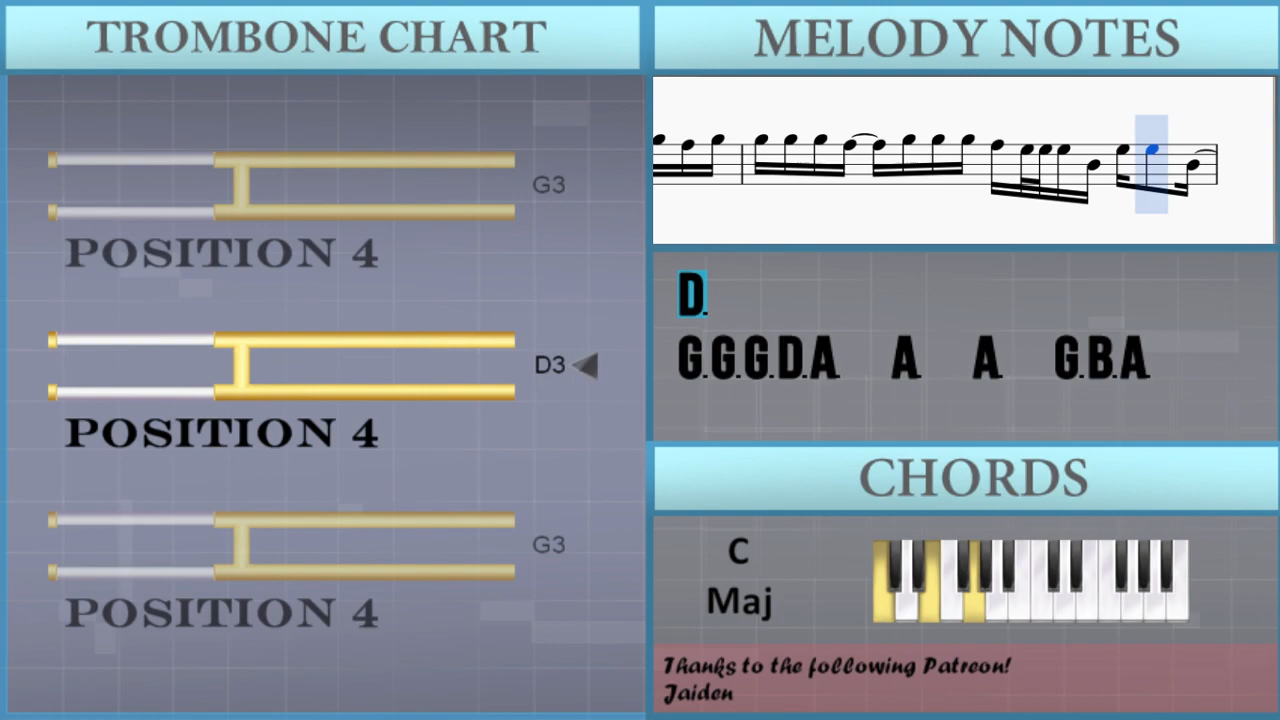 TROMBONE CHART
G3
POSITION 4
D3
POSITION 4
G3
POSITION 4
MELODY NOTES
D.
G.G.G.D.A. A. A. G.B.A.
CHORDS
C
Maj
Thanks to the following Patreon!
Jaiden